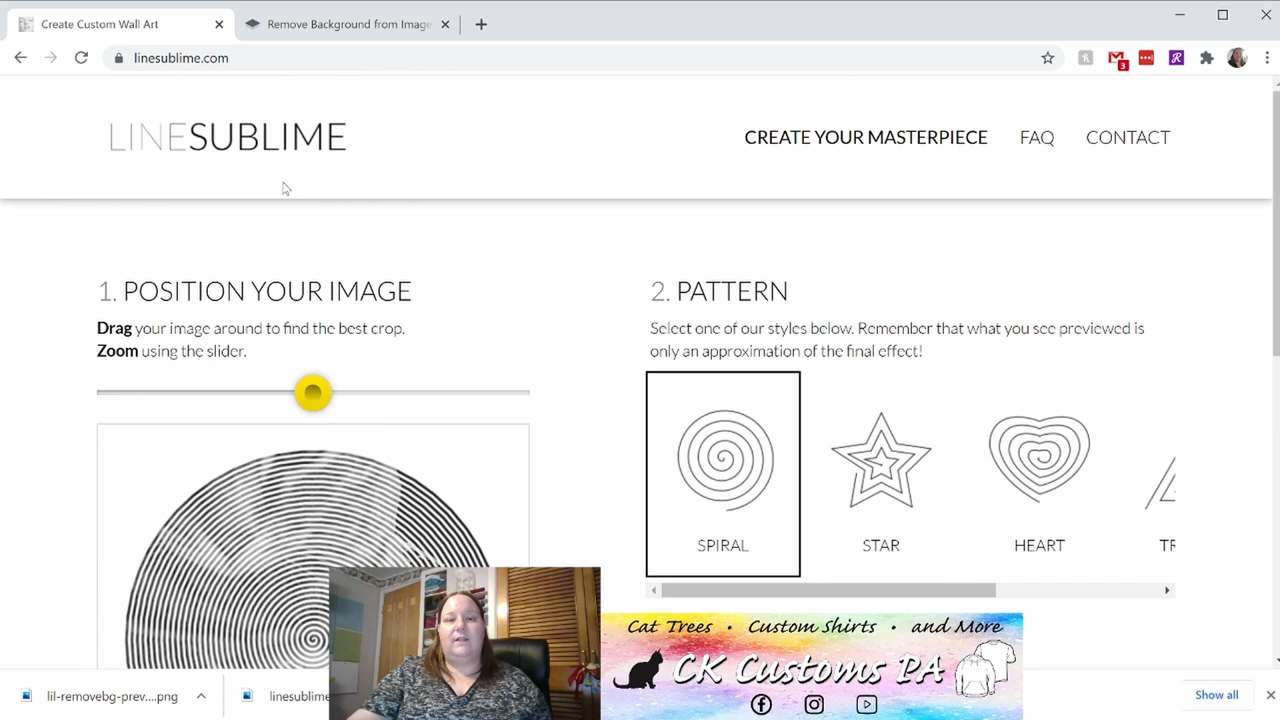 Create Custom Wall Art
Remove Background from Image
linesublime.com
3
LINESUBLIME
CREATE YOUR MASTERPIECE
FAQ
CONTACT
1. POSITION YOUR IMAGE
Drag your image around to find the best crop.
Zoom using the slider.
2. PATTERN
Select one of our styles below. Remember that what you see previewed is
only an approximation of the final effect!
SPIRAL
STAR
HEART
TR
Cat Trees • Custom Shirts • and More
CK Customs PA
lil-removebg-prev....png
linesublime
Show all